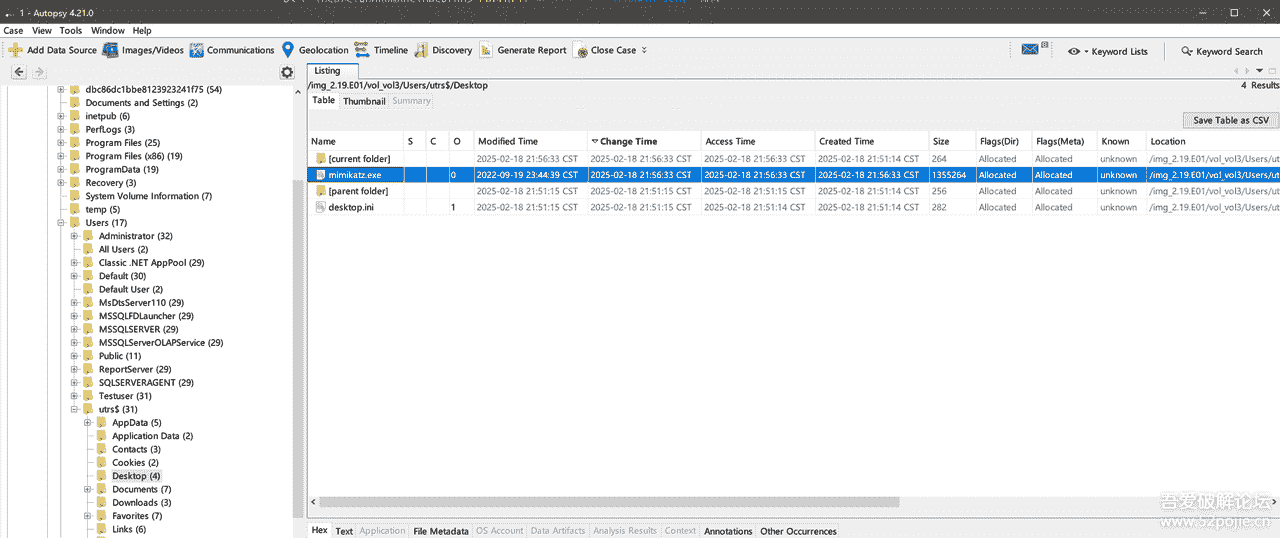 1 - Autopsy 4.21.0
Case View Tools Window Help
Add Data Source Images/Videos Communications Geolocation Timeline Discovery Generate Report Close Case Keyword Lists Keyword Search
Listing
/img_2.19.E01/vol_vol3/Users/utrs$/Desktop
4 Results
Table Thumbnail Summary
Save Table as CSV
Name S C O Modified Time Change Time Access Time Created Time Size Flags(Dir) Flags(Meta) Known Location
[current folder] 2025-02-18 21:56:33 CST 2025-02-18 21:56:33 CST 2025-02-18 21:56:33 CST 2025-02-18 21:51:14 CST 264 Allocated Allocated unknown /img_2.19.E01/vol_vol3/Users/ut
mimikatz.exe 0 2022-09-19 23:44:39 CST 2025-02-18 21:56:33 CST 2025-02-18 21:56:33 CST 2025-02-18 21:56:33 CST 1355264 Allocated Allocated unknown /img_2.19.E01/vol_vol3/Users/ut
[parent folder] 2025-02-18 21:51:15 CST 2025-02-18 21:51:15 CST 2025-02-18 21:51:15 CST 2025-02-18 21:51:14 CST 256 Allocated Allocated unknown /img_2.19.E01/vol_vol3/Users/ut
desktop.ini 1 2025-02-18 21:51:15 CST 2025-02-18 21:51:15 CST 2025-02-18 21:51:14 CST 2025-02-18 21:51:14 CST 282 Allocated Allocated unknown /img_2.19.E01/vol_vol3/Users/ut
dbc86dc1bbe8123923241f75 (54)
Documents and Settings (2)
inetpub (6)
PerfLogs (3)
Program Files (25)
Program Files (x86) (19)
ProgramData (19)
Recovery (3)
System Volume Information (7)
temp (5)
Users (17)
Administrator (32)
All Users (2)
Classic .NET AppPool (29)
Default (30)
Default User (2)
MsDtsServer110 (29)
MSSQLFDLauncher (29)
MSSQLSERVER (29)
MSSQLServerOLAPService (29)
Public (11)
ReportServer (29)
SQLSERVERAGENT (29)
Testuser (31)
utrs$ (31)
AppData (5)
Application Data (2)
Contacts (3)
Cookies (2)
Desktop (4)
Documents (7)
Downloads (3)
Favorites (7)
Links (6)
Hex Text Application File Metadata OS Account Data Artifacts Analysis Results Context Annotations Other Occurrences
吾爱破解论坛
www.52pojie.cn